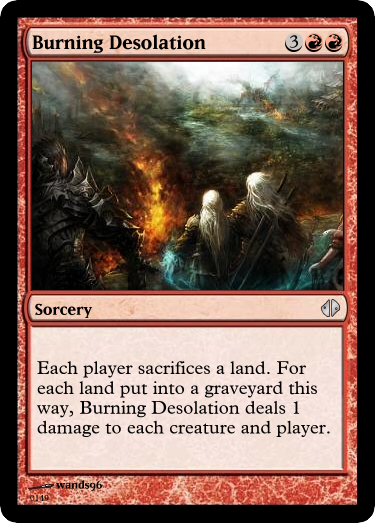 Burning Desolation 3
Sorcery
Each player sacrifices a land. For
each land put into a graveyard this
way, Burning Desolation deals 1
damage to each creature and player.
wands96